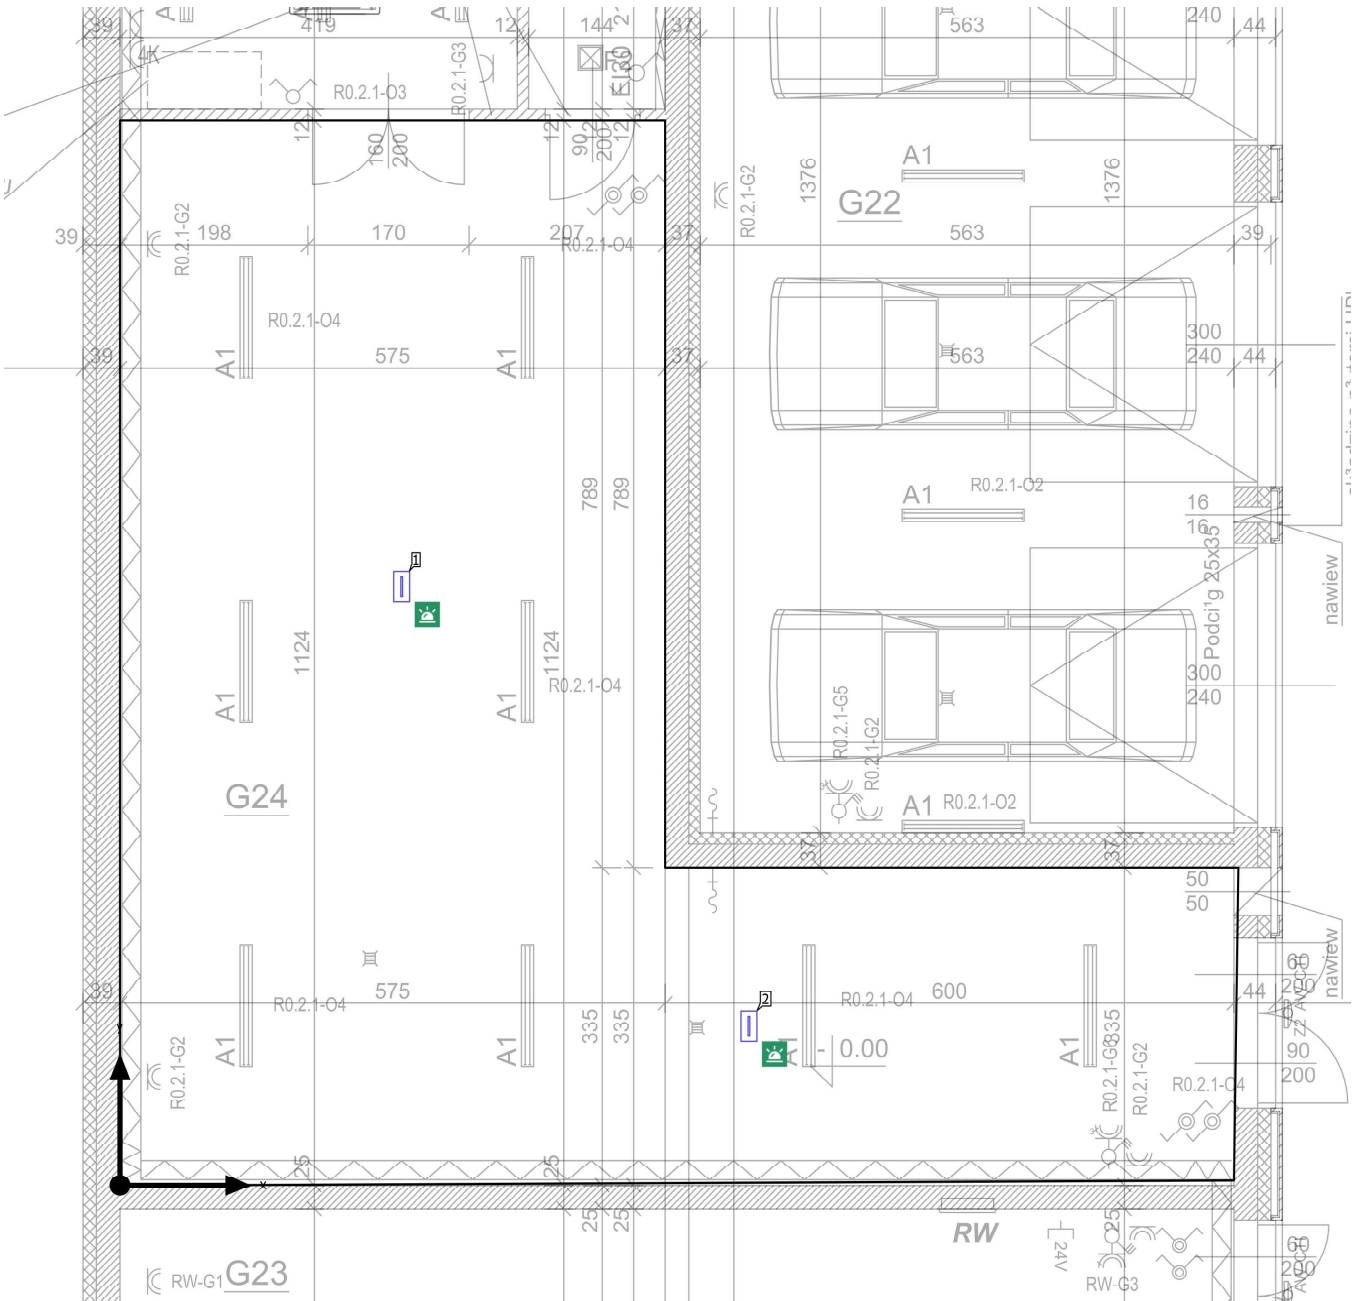 39
419
12
144
37
563
240
44
4K
R0.2.1-O3
R0.2.1-G3
EI30
12
160
200
12
90
200
12
12
A1
1376
1376
R0.2.1-G2
G22
R0.2.1-G2
39
198
170
207
R0.2.1-O4
37
563
39
A1
R0.2.1-O4
A1
300
39
575
37
563
240
44
789
789
A1
R0.2.1-O2
16
16
Podci¹g 25x35
nawiew
1
1124
1124
A1
A1
R0.2.1-O4
R0.2.1-G5
R0.2.1-G2
300
240
G24
A1
R0.2.1-O2
37
37
50
50
nawiew
39
575
R0.2.1-O4
R0.2.1-O4
600
44
60
200
2
335
335
335
A1
A1
A1
A1
0.00
Z2
90
200
R0.2.1-G2
R0.2.1-G3
R0.2.1-G2
R0.2.1-O4
y
x
25
25
25
25
25
RW
24V
60
200
RW-G1
G23
RW-G3